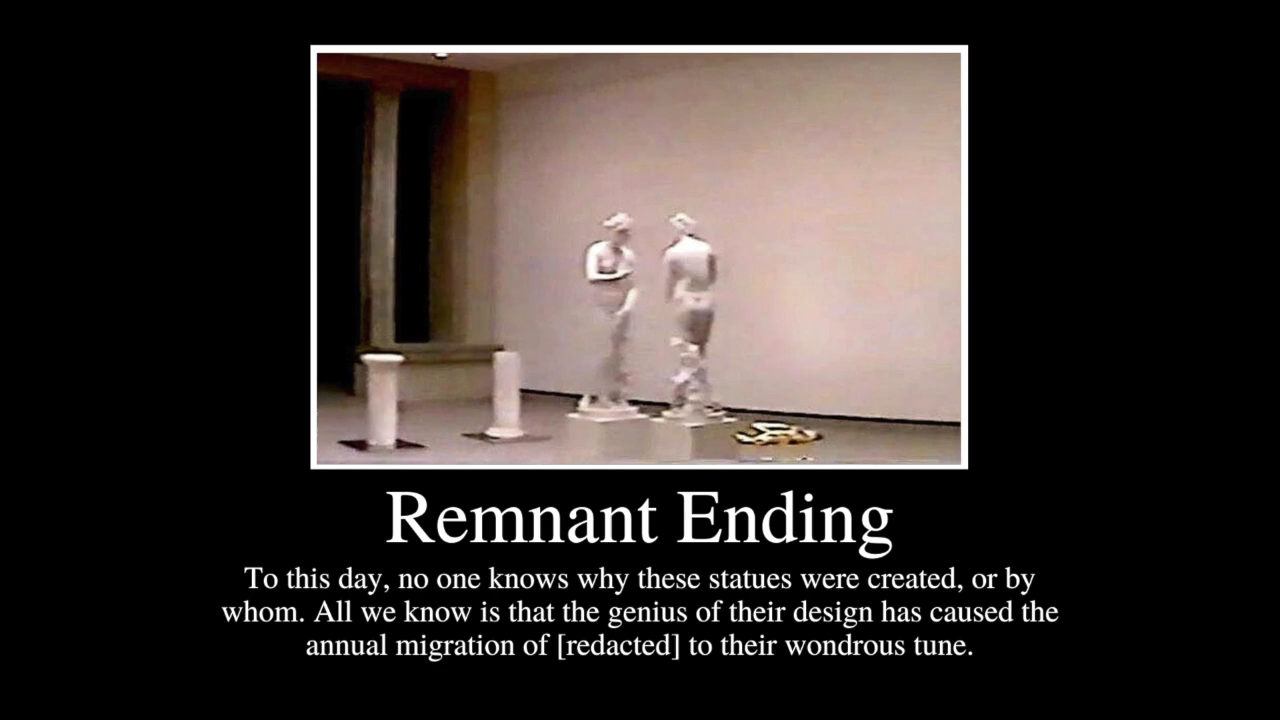 Remnant Ending
To this day, no one knows why these statues were created, or by
whom. All we know is that the genius of their design has caused the
annual migration of [redacted] to their wondrous tune.